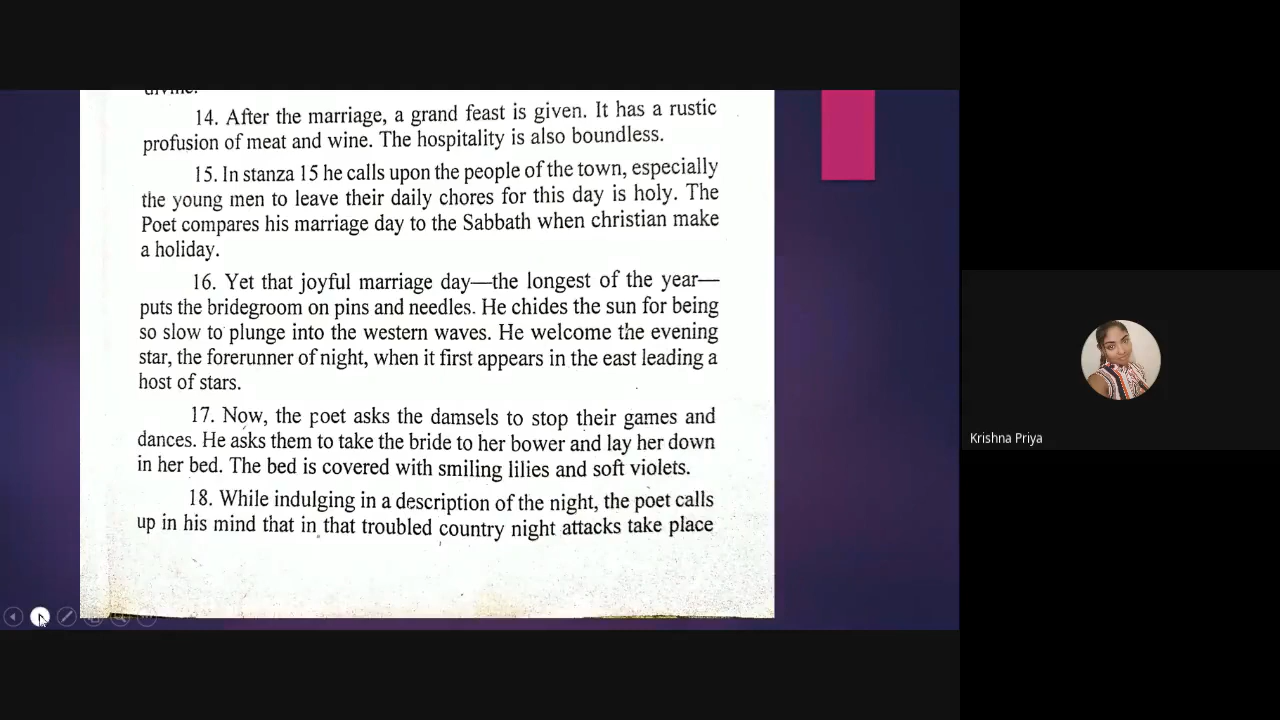 divine.
14. After the marriage, a grand feast is given. It has a rustic
profusion of meat and wine. The hospitality is also boundless.
15. In stanza 15 he calls upon the people of the town, especially
the young men to leave their daily chores for this day is holy. The
Poet compares his marriage day to the Sabbath when christian make
a holiday.
16. Yet that joyful marriage day—the longest of the year—
puts the bridegroom on pins and needles. He chides the sun for being
so slow to plunge into the western waves. He welcome the evening
star, the forerunner of night, when it first appears in the east leading a
host of stars.
17. Now, the poet asks the damsels to stop their games and
dances. He asks them to take the bride to her bower and lay her down
in her bed. The bed is covered with smiling lilies and soft violets.
18. While indulging in a description of the night, the poet calls
up in his mind that in that troubled country night attacks take place
Krishna Priya